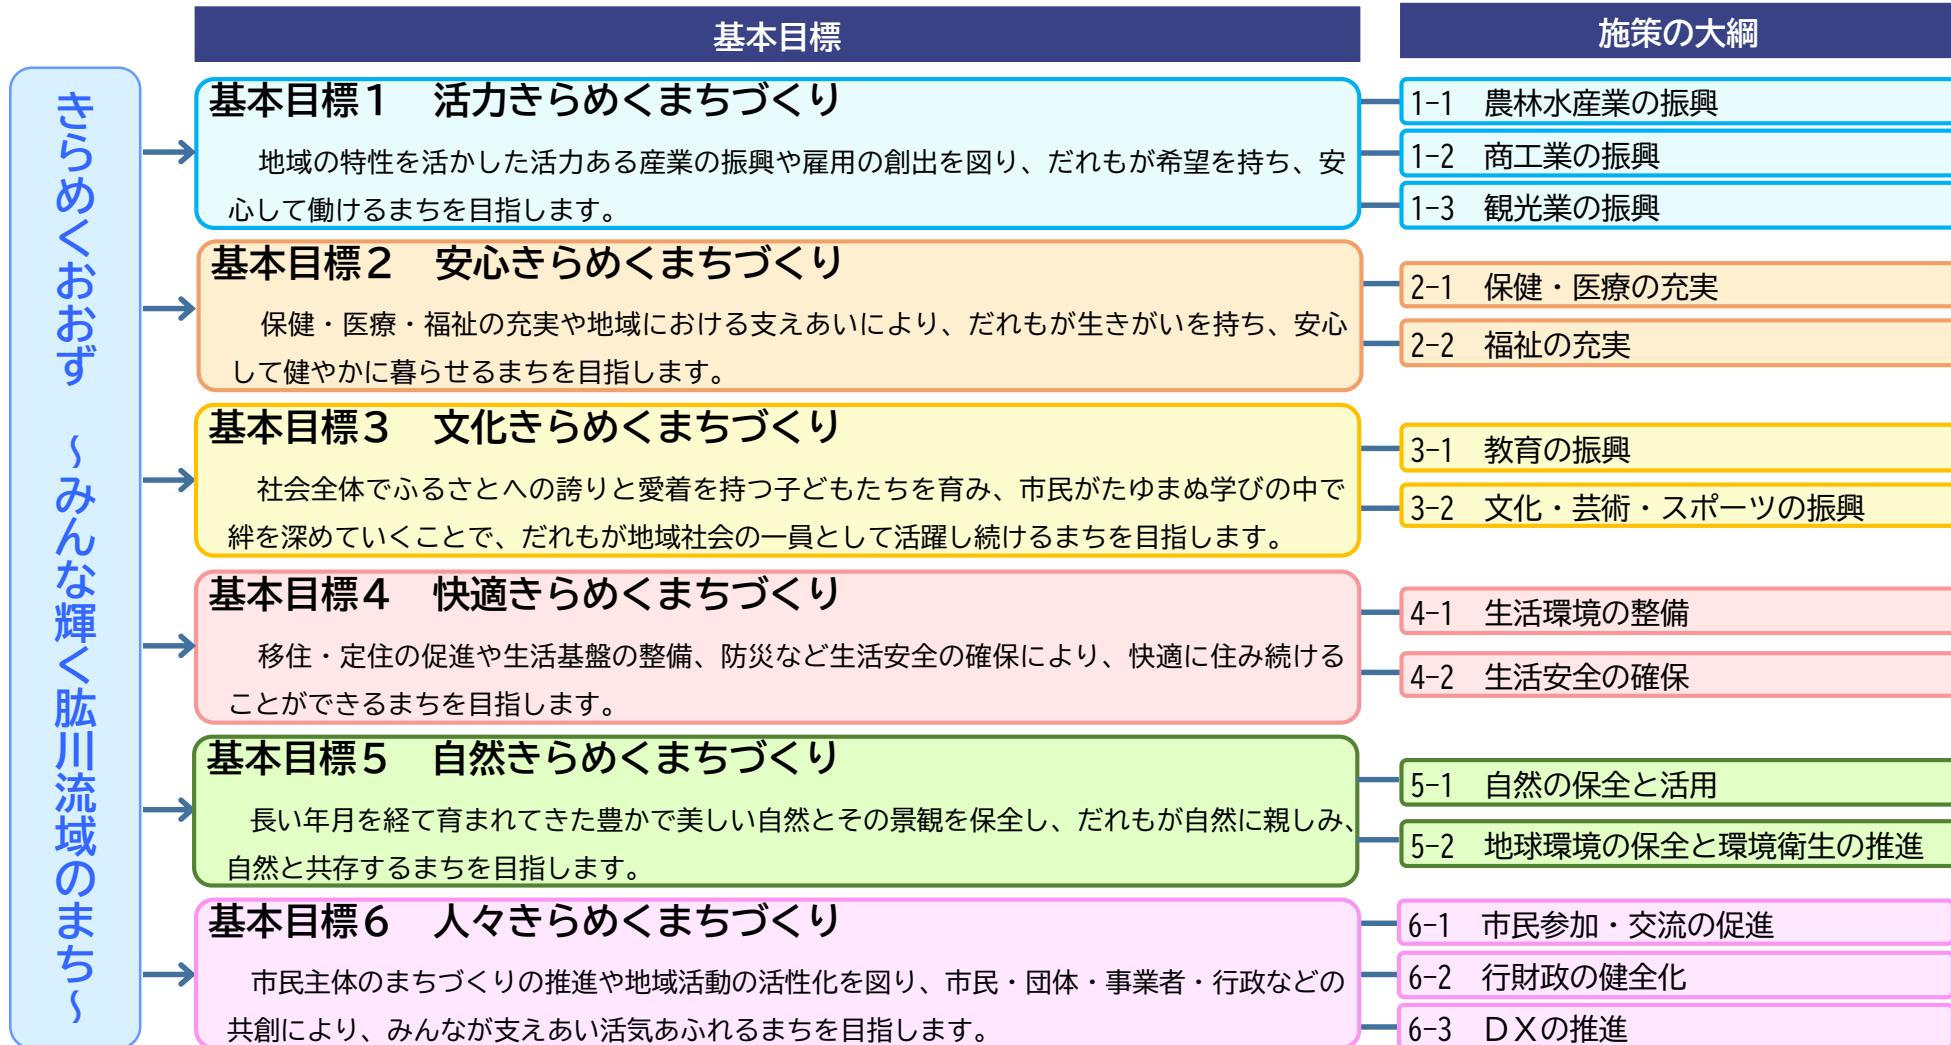 基本目標
施策の大綱
きらめくおおず ～みんな輝く肱川流域のまち～
基本目標１ 活力きらめくまちづくり
地域の特性を活かした活力ある産業の振興や雇用の創出を図り、だれもが希望を持ち、安
心して働けるまちを目指します。
1-1 農林水産業の振興
1-2 商工業の振興
1-3 観光業の振興
基本目標２ 安心きらめくまちづくり
保健・医療・福祉の充実や地域における支えあいにより、だれもが生きがいを持ち、安心
して健やかに暮らせるまちを目指します。
2-1 保健・医療の充実
2-2 福祉の充実
基本目標３ 文化きらめくまちづくり
社会全体でふるさとへの誇りと愛着を持つ子どもたちを育み、市民がたゆまぬ学びの中で
絆を深めていくことで、だれもが地域社会の一員として活躍し続けるまちを目指します。
3-1 教育の振興
3-2 文化・芸術・スポーツの振興
基本目標４ 快適きらめくまちづくり
移住・定住の促進や生活基盤の整備、防災など生活安全の確保により、快適に住み続ける
ことができるまちを目指します。
4-1 生活環境の整備
4-2 生活安全の確保
基本目標５ 自然きらめくまちづくり
長い年月を経て育まれてきた豊かで美しい自然とその景観を保全し、だれもが自然に親しみ、
自然と共存するまちを目指します。
5-1 自然の保全と活用
5-2 地球環境の保全と環境衛生の推進
基本目標６ 人々きらめくまちづくり
市民主体のまちづくりの推進や地域活動の活性化を図り、市民・団体・事業者・行政などの
共創により、みんなが支えあい活気あふれるまちを目指します。
6-1 市民参加・交流の促進
6-2 行財政の健全化
6-3 ＤＸの推進